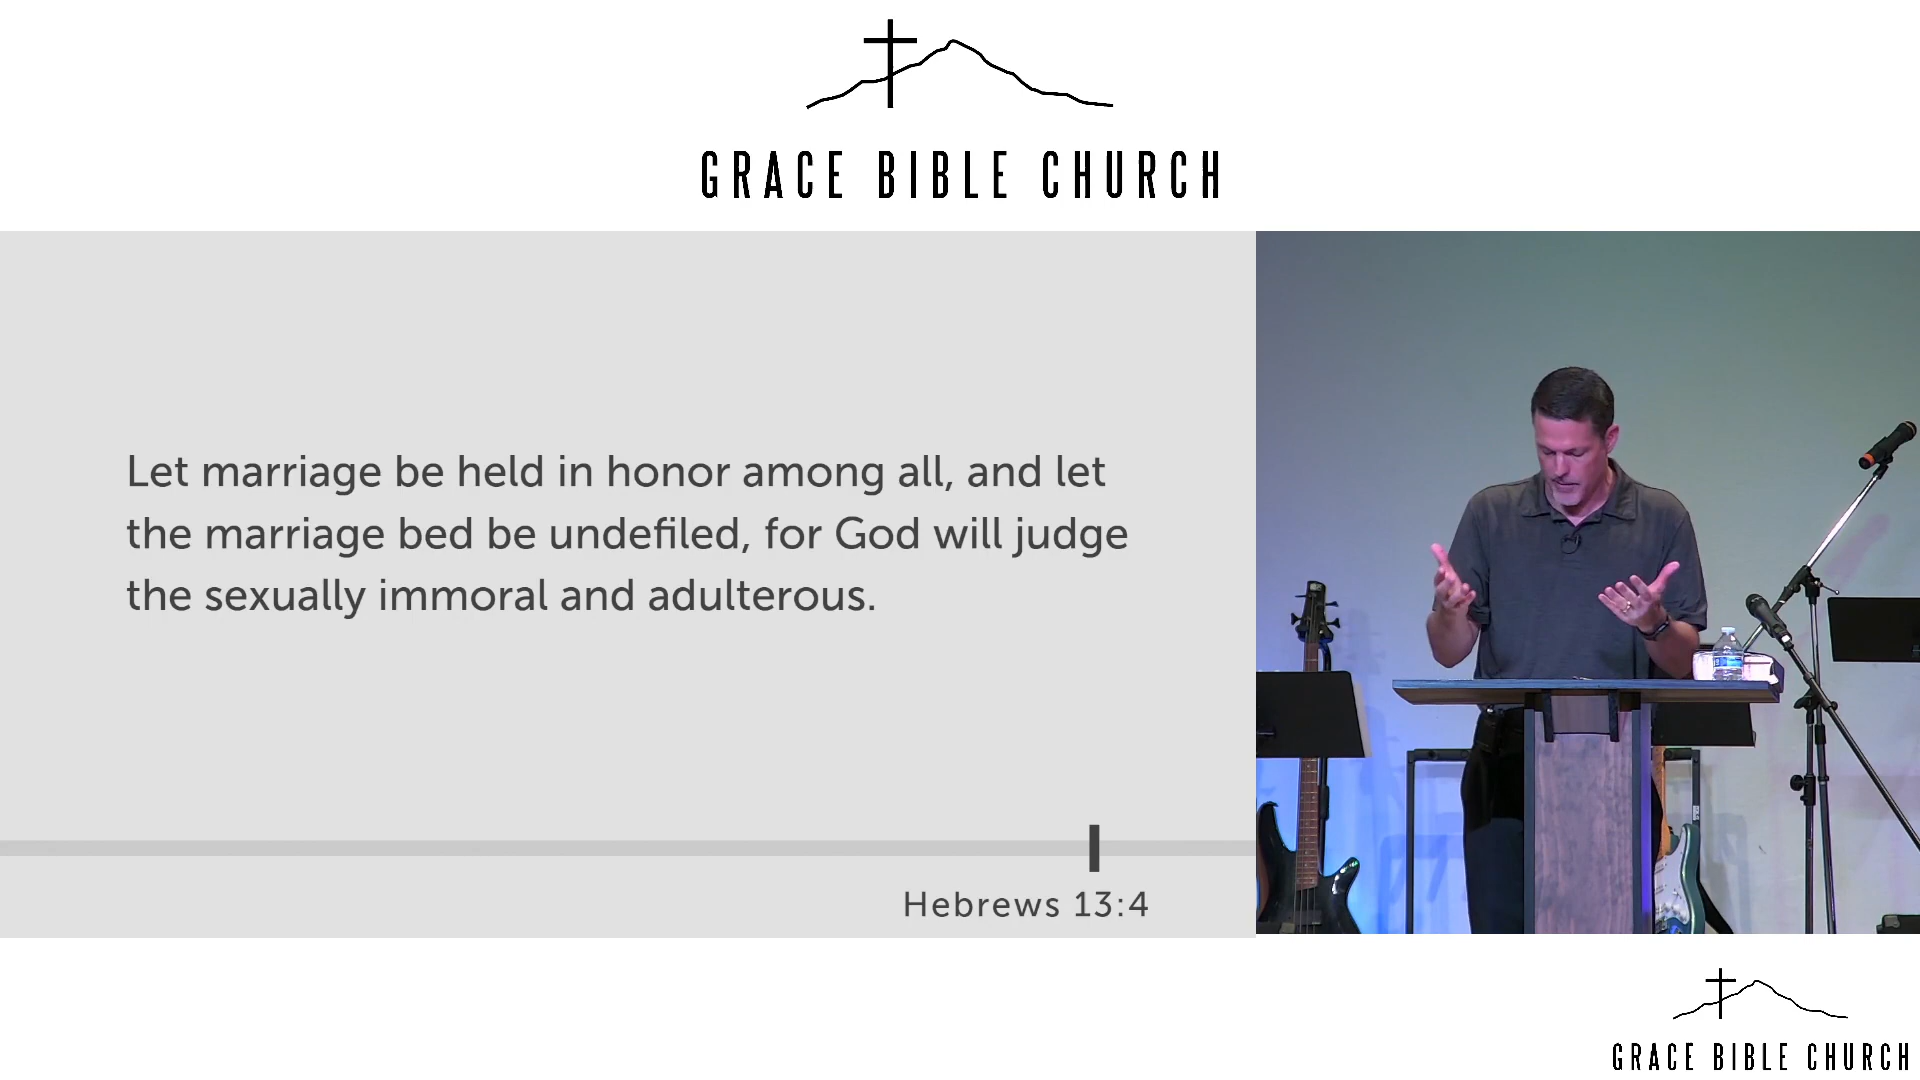 GRACE BIBLE CHURCH
Let marriage be held in honor among all, and let
the marriage bed be undefiled, for God will judge
the sexually immoral and adulterous.
Hebrews 13:4
GRACE BIBLE CHURCH